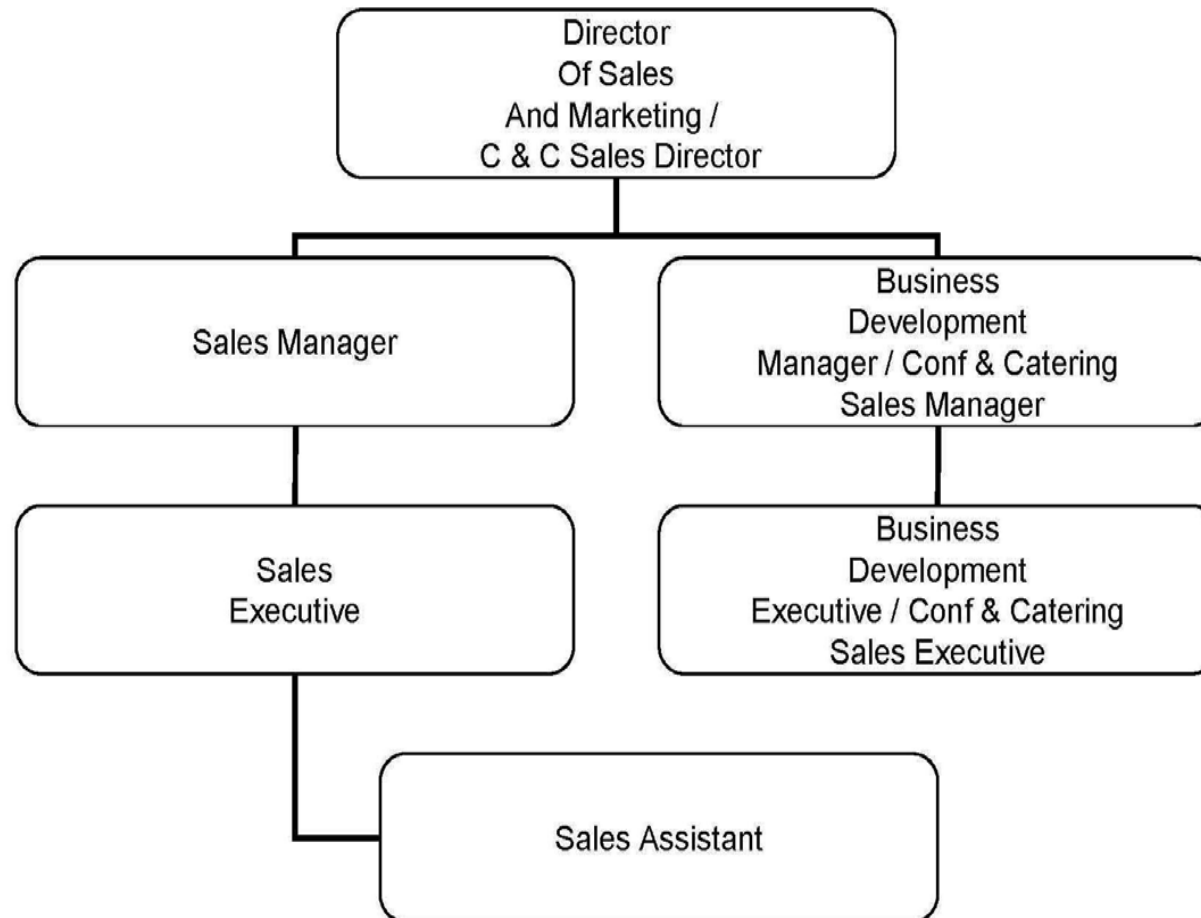 Director
Of Sales
And Marketing /
C & C Sales Director
Sales Manager
Business
Development
Manager / Conf & Catering
Sales Manager
Sales
Executive
Business
Development
Executive / Conf & Catering
Sales Executive
Sales Assistant